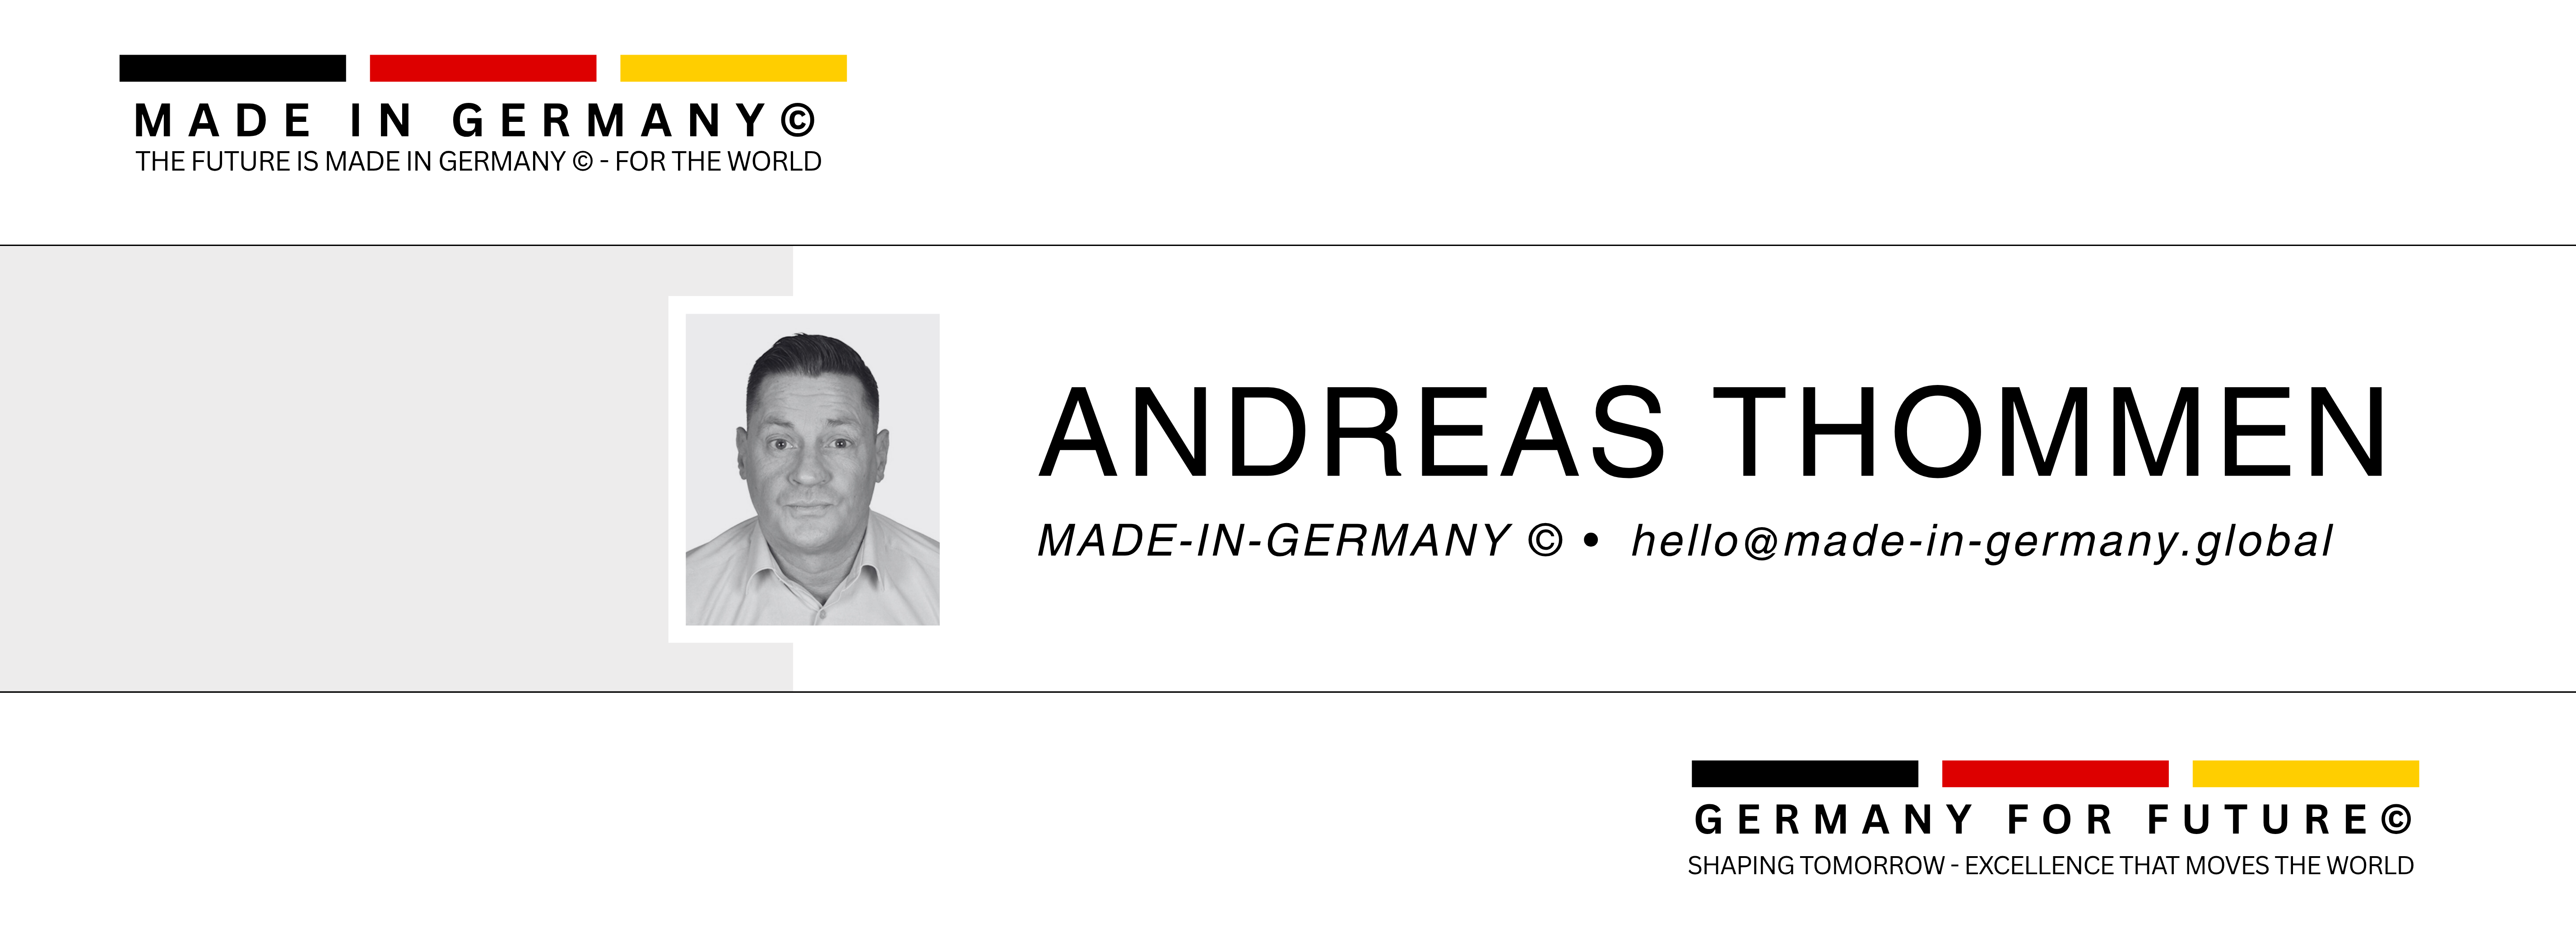 MADE IN GERMANY©
THE FUTURE IS MADE IN GERMANY © - FOR THE WORLD
ANDREAS THOMMEN
MADE-IN-GERMANY © • hello@made-in-germany.global
GERMANY FOR FUTURE©
SHAPING TOMORROW - EXCELLENCE THAT MOVES THE WORLD